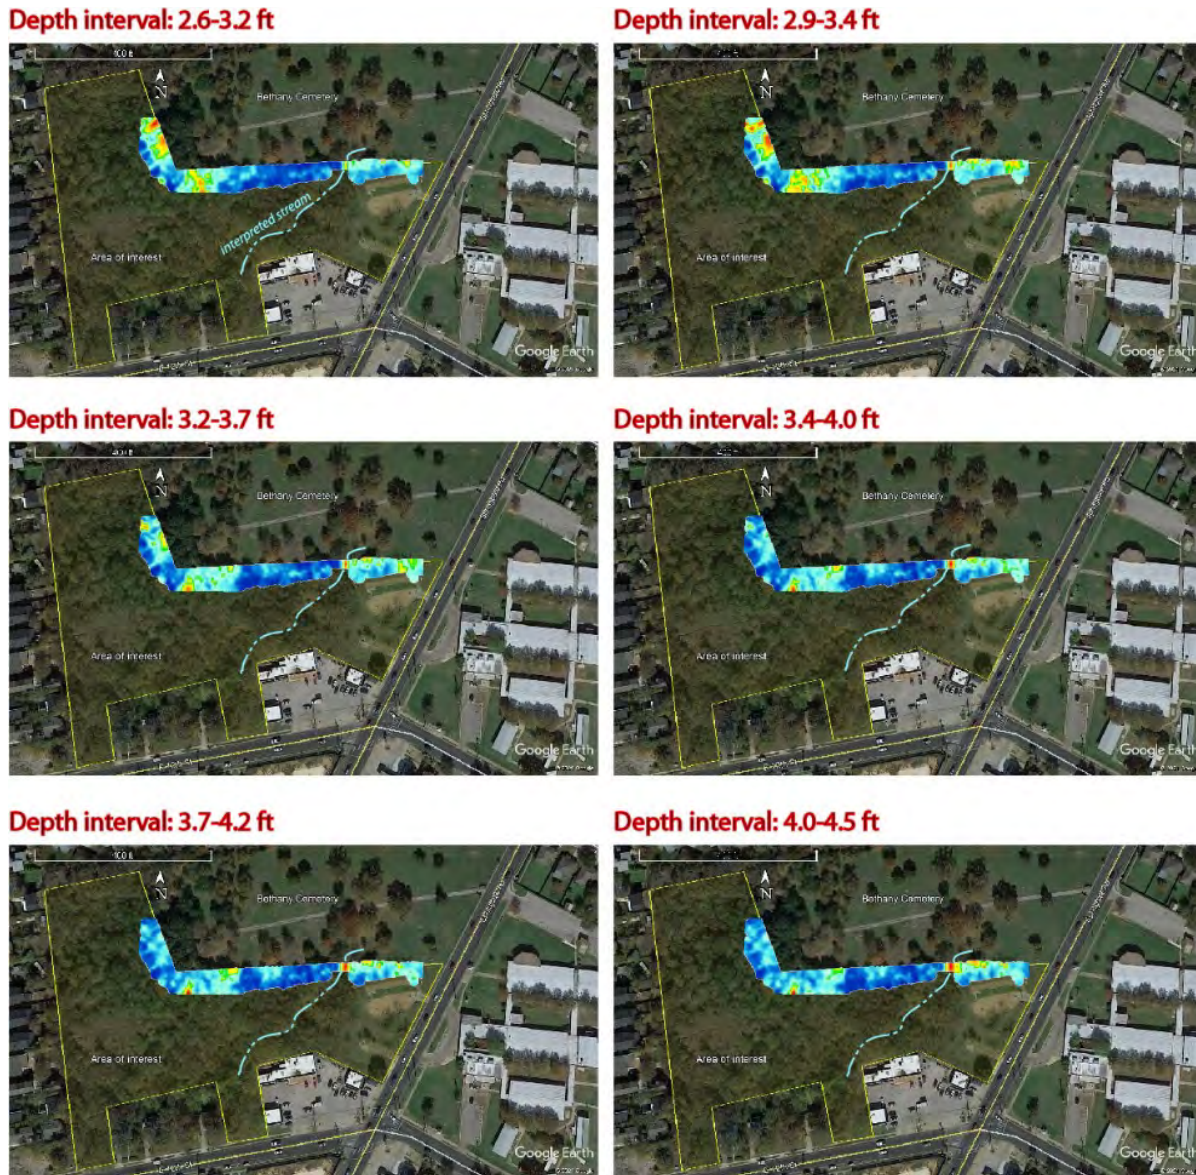 Depth interval: 2.6-3.2 ft
Bethany Cemetery
N
interpreted stream
Area of interest
Google Earth
Depth interval: 2.9-3.4 ft
Bethany Cemetery
N
Area of interest
Google Earth
Depth interval: 3.2-3.7 ft
Bethany Cemetery
N
Area of interest
Google Earth
Depth interval: 3.4-4.0 ft
Bethany Cemetery
N
Area of interest
Google Earth
Depth interval: 3.7-4.2 ft
Bethany Cemetery
N
Area of interest
Google Earth
Depth interval: 4.0-4.5 ft
Bethany Cemetery
N
Area of interest
Google Earth